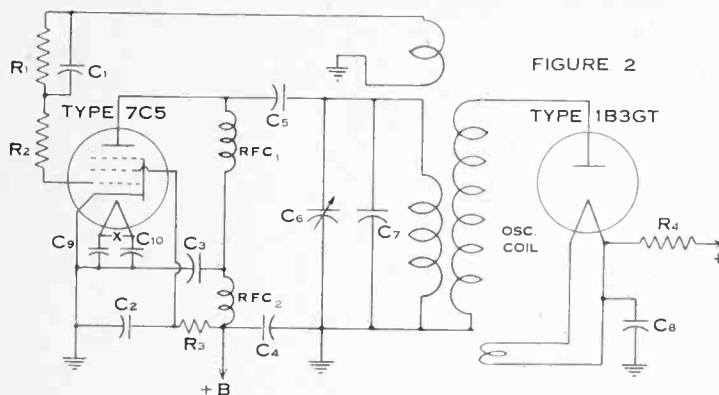 FIGURE 2
R1
C1
TYPE 7C5
TYPE 1B3GT
C5
R2
RFC1
C6
C7
OSC.
COIL
R4
X
C9
C10
C3
+
C2
RFC2
R3
C4
C8
+B